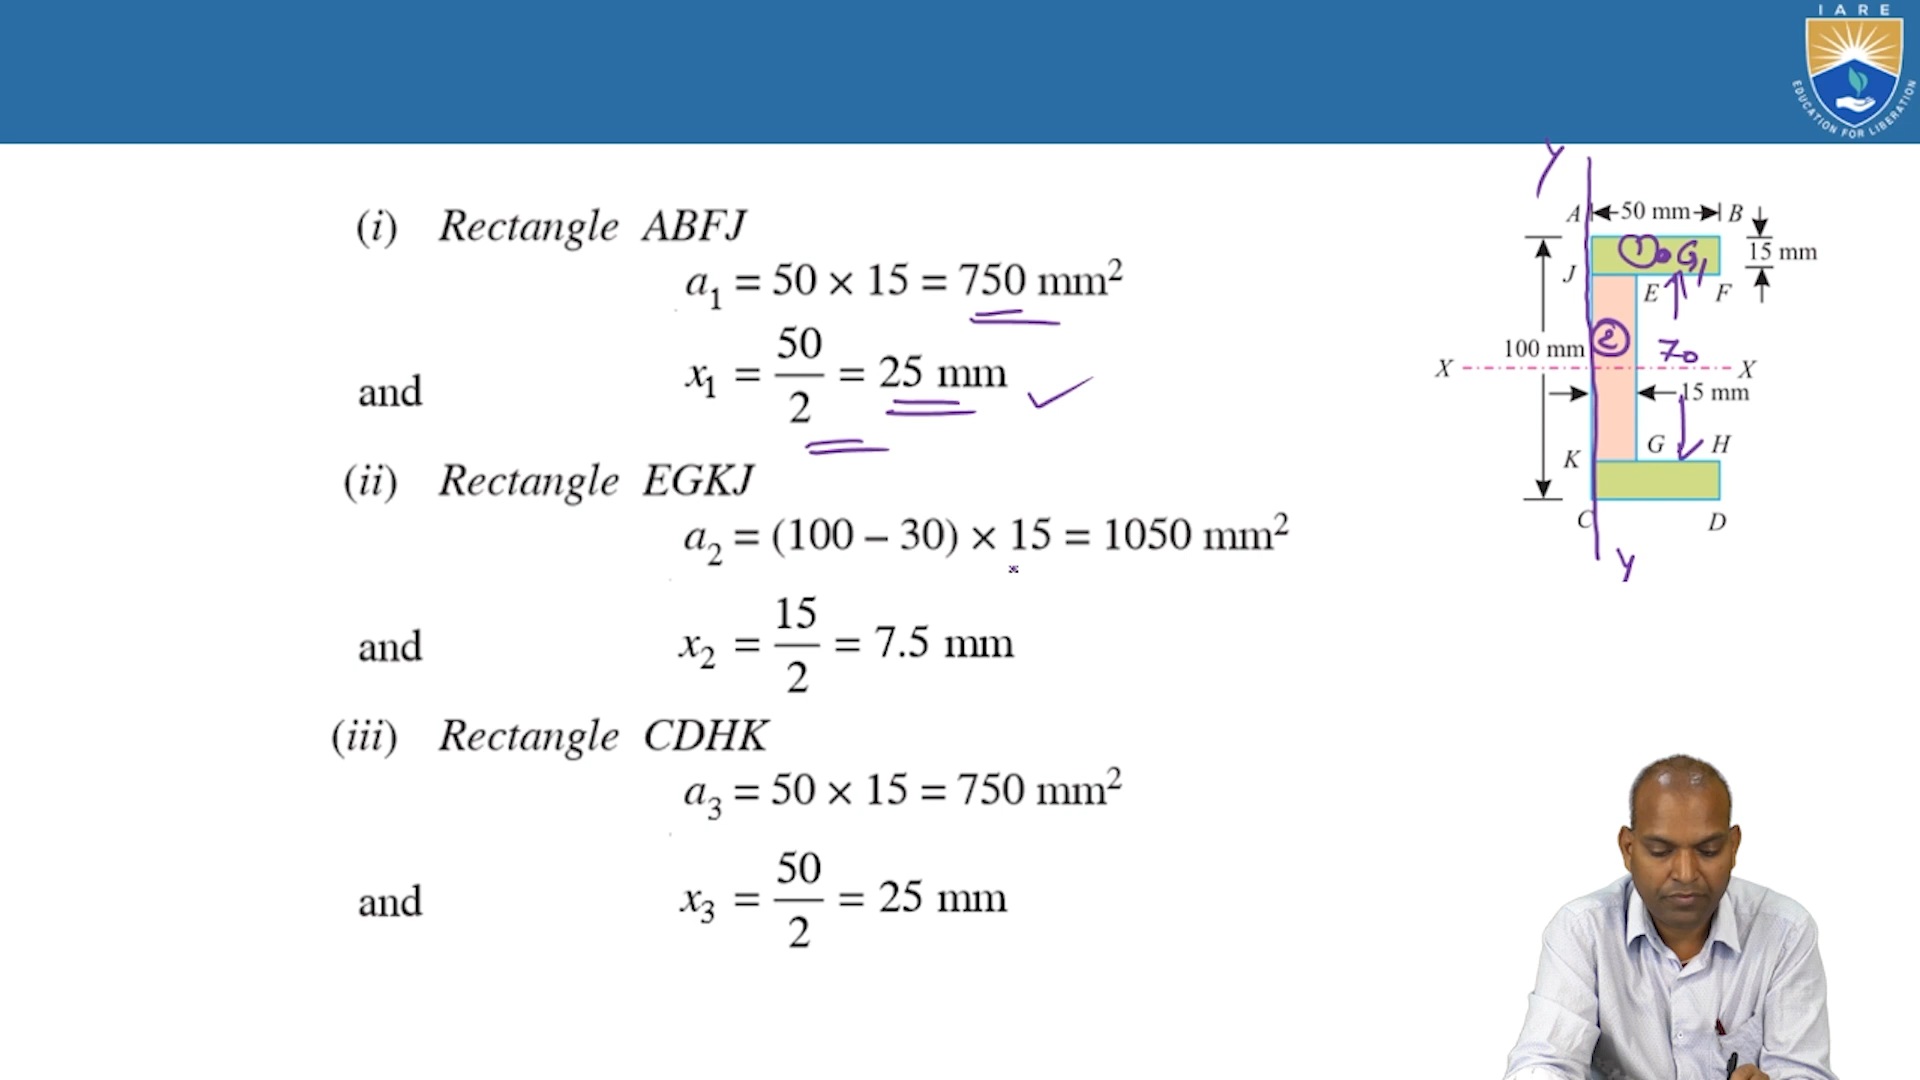 IARE
EDUCATION FOR LIBERATION
(i) Rectangle ABFJ
a₁ = 50 × 15 = 750 mm²
and x₁ = 50/2 = 25 mm
(ii) Rectangle EGKJ
a₂ = (100 – 30) × 15 = 1050 mm²
and x₂ = 15/2 = 7.5 mm
(iii) Rectangle CDHK
a₃ = 50 × 15 = 750 mm²
and x₃ = 50/2 = 25 mm
Y
A 50 mm B
1 G₁ 15 mm
J E F
2
100 mm 70
X X
15 mm
K G H
C D
Y